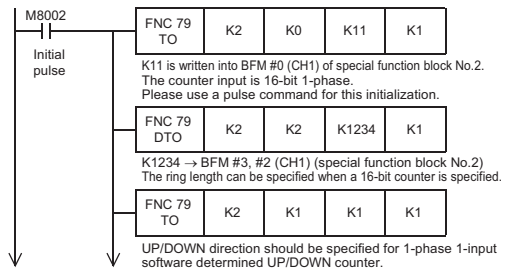 M8002
Initial
pulse
FNC 79
TO
K2
K0
K11
K1
K11 is written into BFM #0 (CH1) of special function block No.2.
The counter input is 16-bit 1-phase.
Please use a pulse command for this initialization.
FNC 79
DTO
K2
K2
K1234
K1
K1234 → BFM #3, #2 (CH1) (special function block No.2)
The ring length can be specified when a 16-bit counter is specified.
FNC 79
TO
K2
K1
K1
K1
UP/DOWN direction should be specified for 1-phase 1-input
software determined UP/DOWN counter.